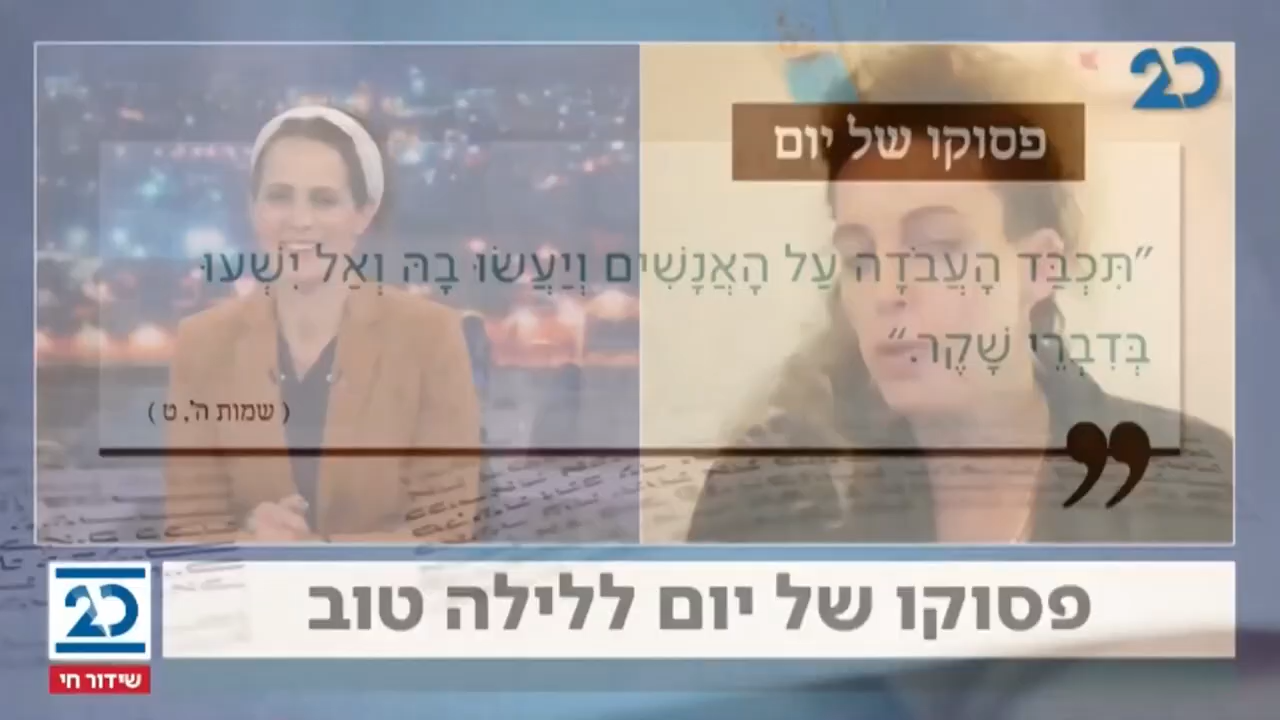 20
פסוקו של יום
"תִּכְבַּד הָעֲבֹדָה עַל הָאֲנָשִׁים וְיַעֲשׂוּ בָהּ וְאַל יִשְׁעוּ
בְּדִבְרֵי שָׁקֶר."
(שמות ה', ט)
פסוקו של יום ללילה טוב
20
שידור חי